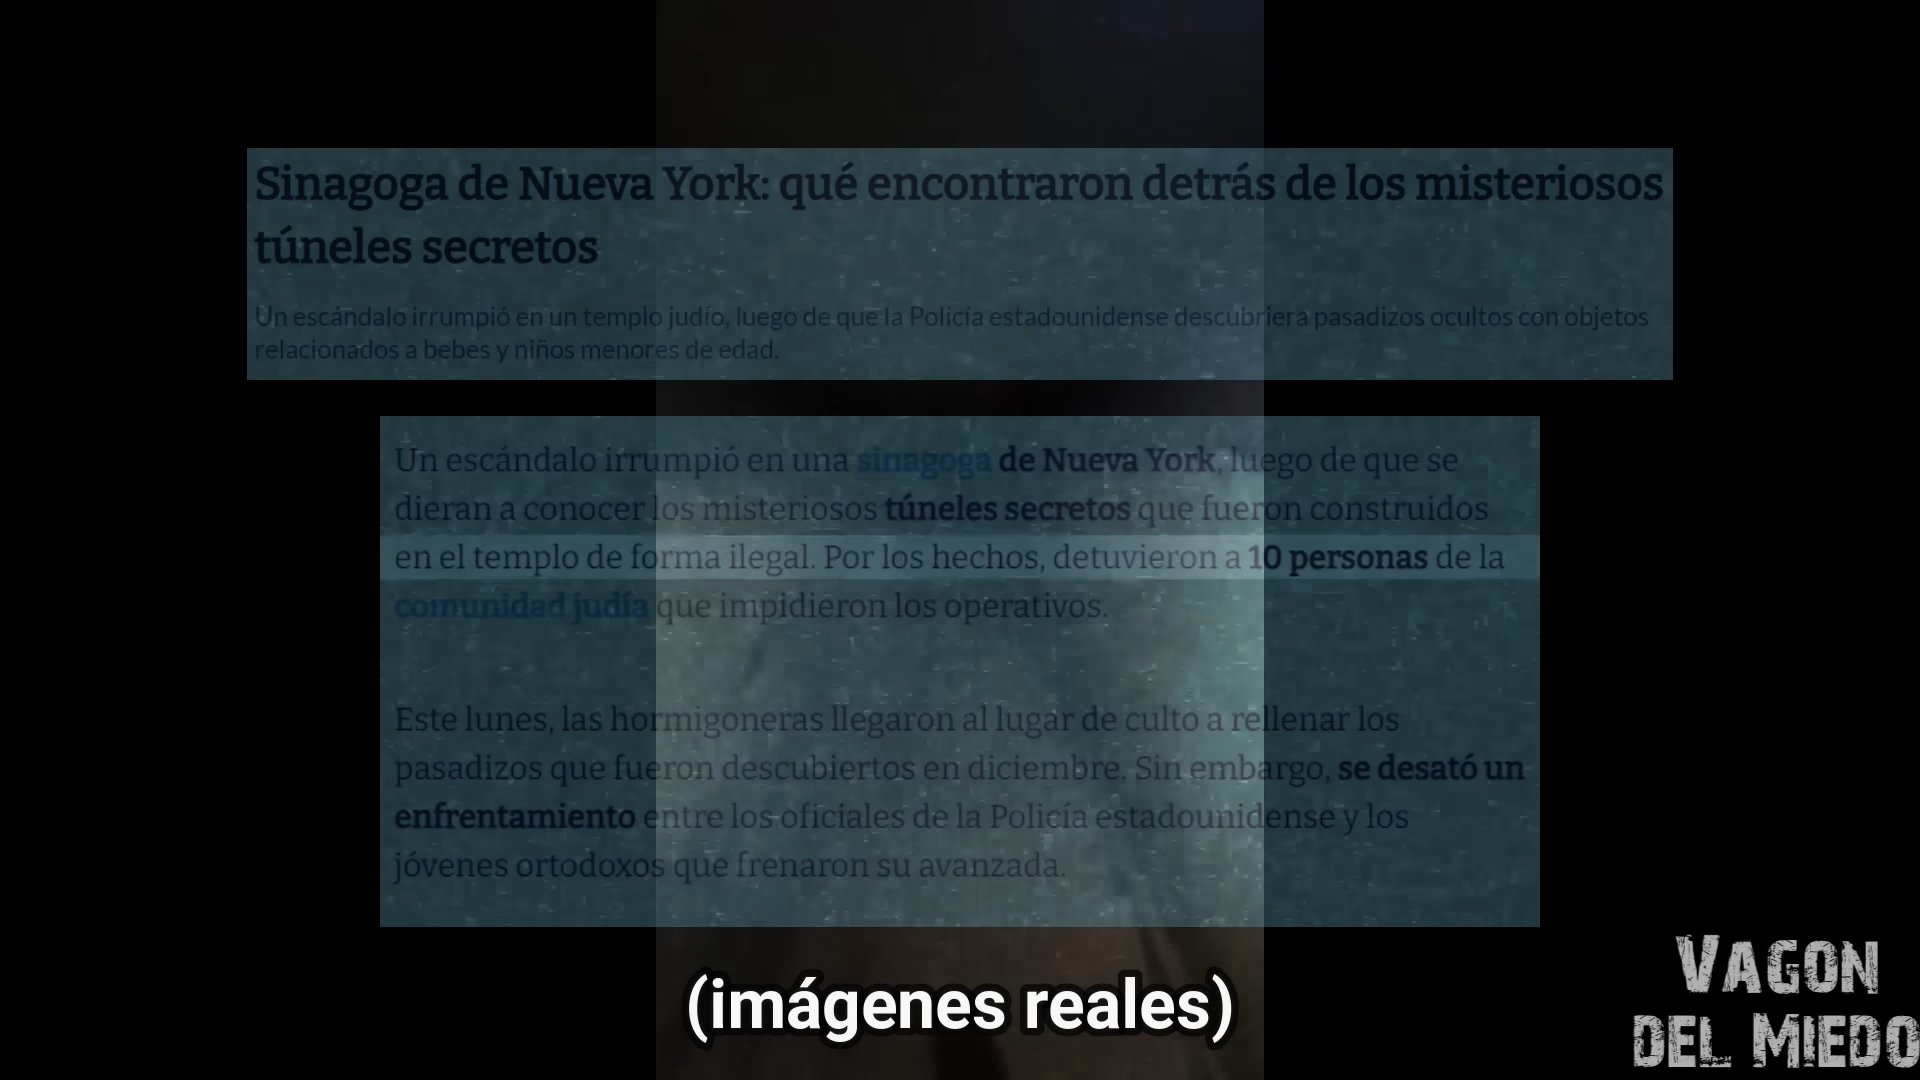 Sinagoga de Nueva York: qué encontraron detrás de los misteriosos
túneles secretos
Un escándalo irrumpió en un templo judío, luego de que la Policía estadounidense descubriera pasadizos ocultos con objetos
relacionados a bebes y niños menores de edad.
Un escándalo irrumpió en una sinagoga de Nueva York, luego de que se
dieran a conocer los misteriosos túneles secretos que fueron construidos
en el templo de forma ilegal. Por los hechos, detuvieron a 10 personas de la
comunidad judía que impidieron los operativos.
Este lunes, las hormigoneras llegaron al lugar de culto a rellenar los
pasadizos que fueron descubiertos en diciembre. Sin embargo, se desató un
enfrentamiento entre los oficiales de la Policía estadounidense y los
jóvenes ortodoxos que frenaron su avanzada.
(imágenes reales)
VAGON
DEL MIEDO